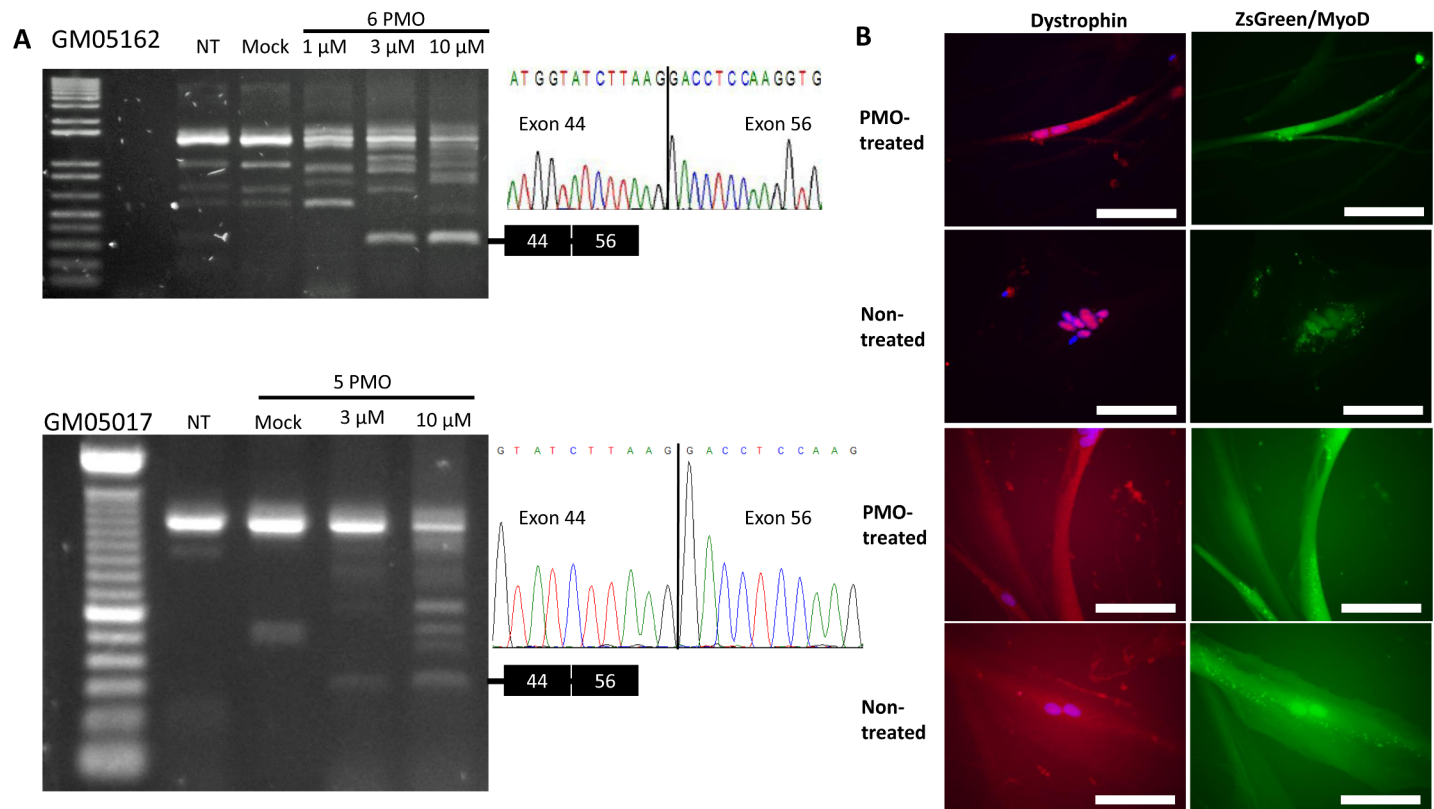 A
GM05162
6 PMO
NT Mock 1 µM 3 µM 10 µM
ATGGTATCTTAAGGACCTCCAAGGTG
Exon 44 Exon 56
44 56
5 PMO
GM05017
NT Mock 3 µM 10 µM
GTATCTTAAGGACCTCCAAG
Exon 44 Exon 56
44 56
B
Dystrophin ZsGreen/MyoD
PMO-
treated
Non-
treated
PMO-
treated
Non-
treated